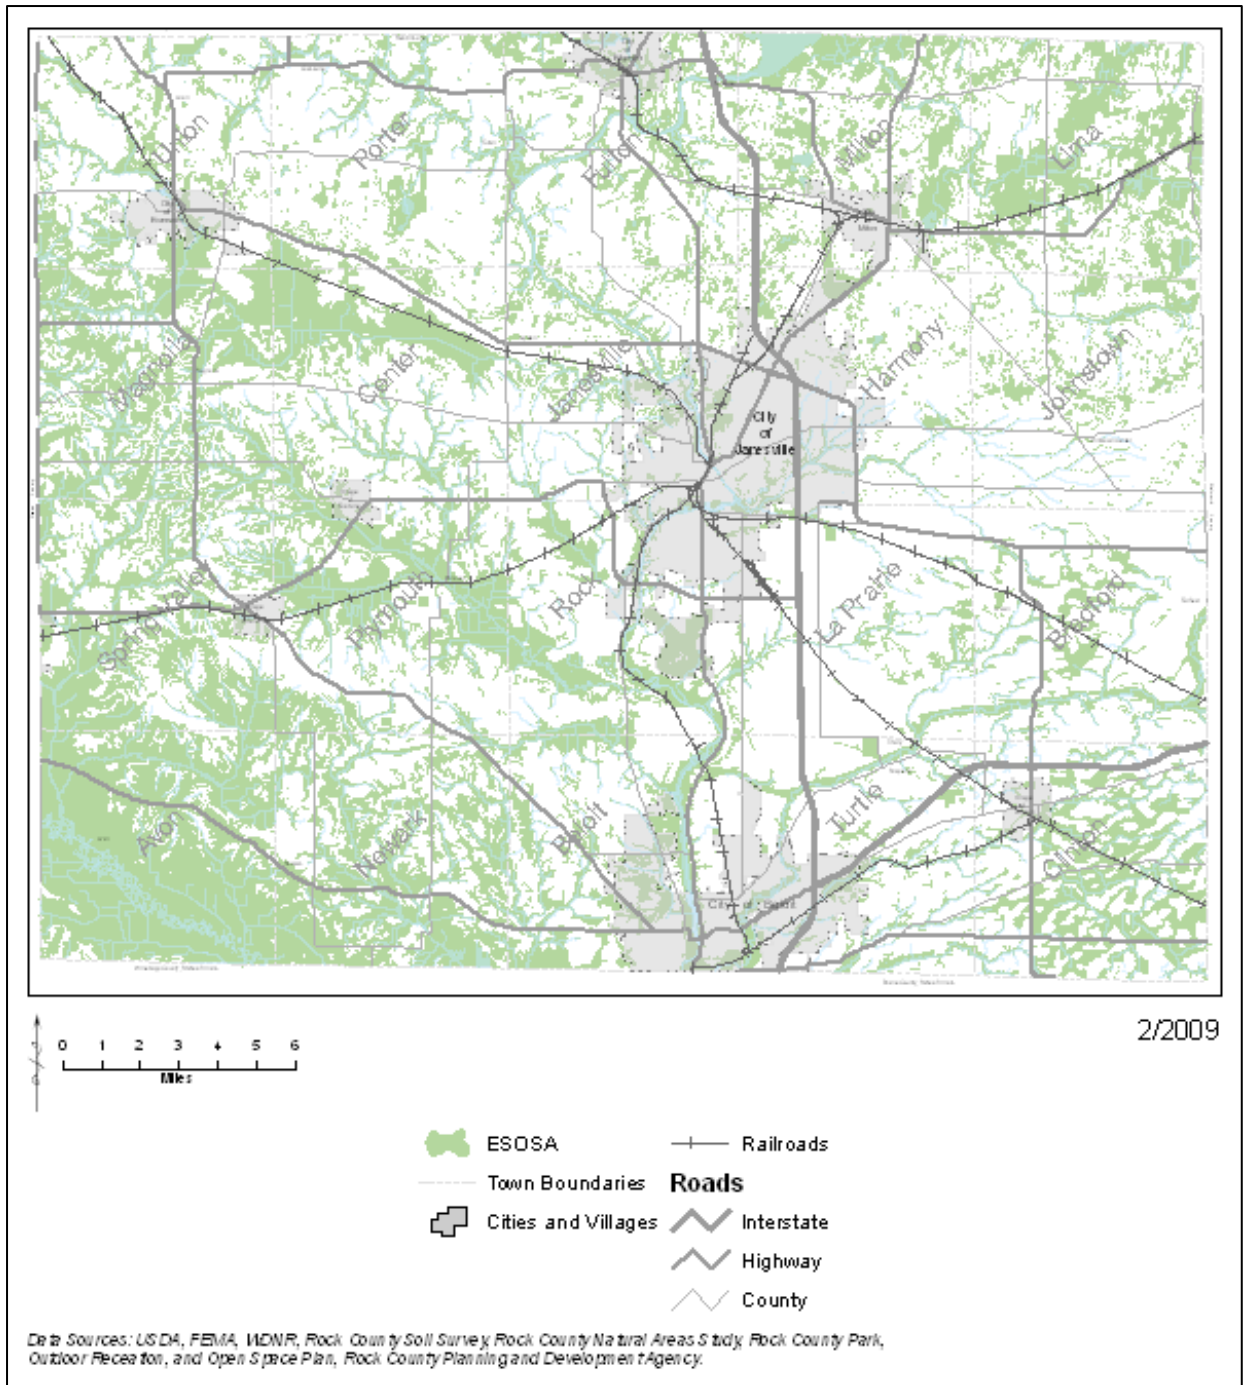 Union
Porter
Fulton
Milton
Lima
Magnolia
Center
Janesville
Harmony
Johnstown
City
of
Janesville
Spring Valley
Plymouth
Rock
La Prairie
Bradford
Avon
Newark
Beloit
Turtle
Clinton
City of Beloit
2/2009
0 1 2 3 4 5 6
Miles
ESOSA
Railroads
Town Boundaries
Roads
Cities and Villages
Interstate
Highway
County
Data Sources: USDA, FEMA, WDNR, Rock County Soil Survey, Rock County Natural Areas Study, Rock County Park,
Outdoor Receation, and Open Space Plan, Rock County Planning and Development Agency.